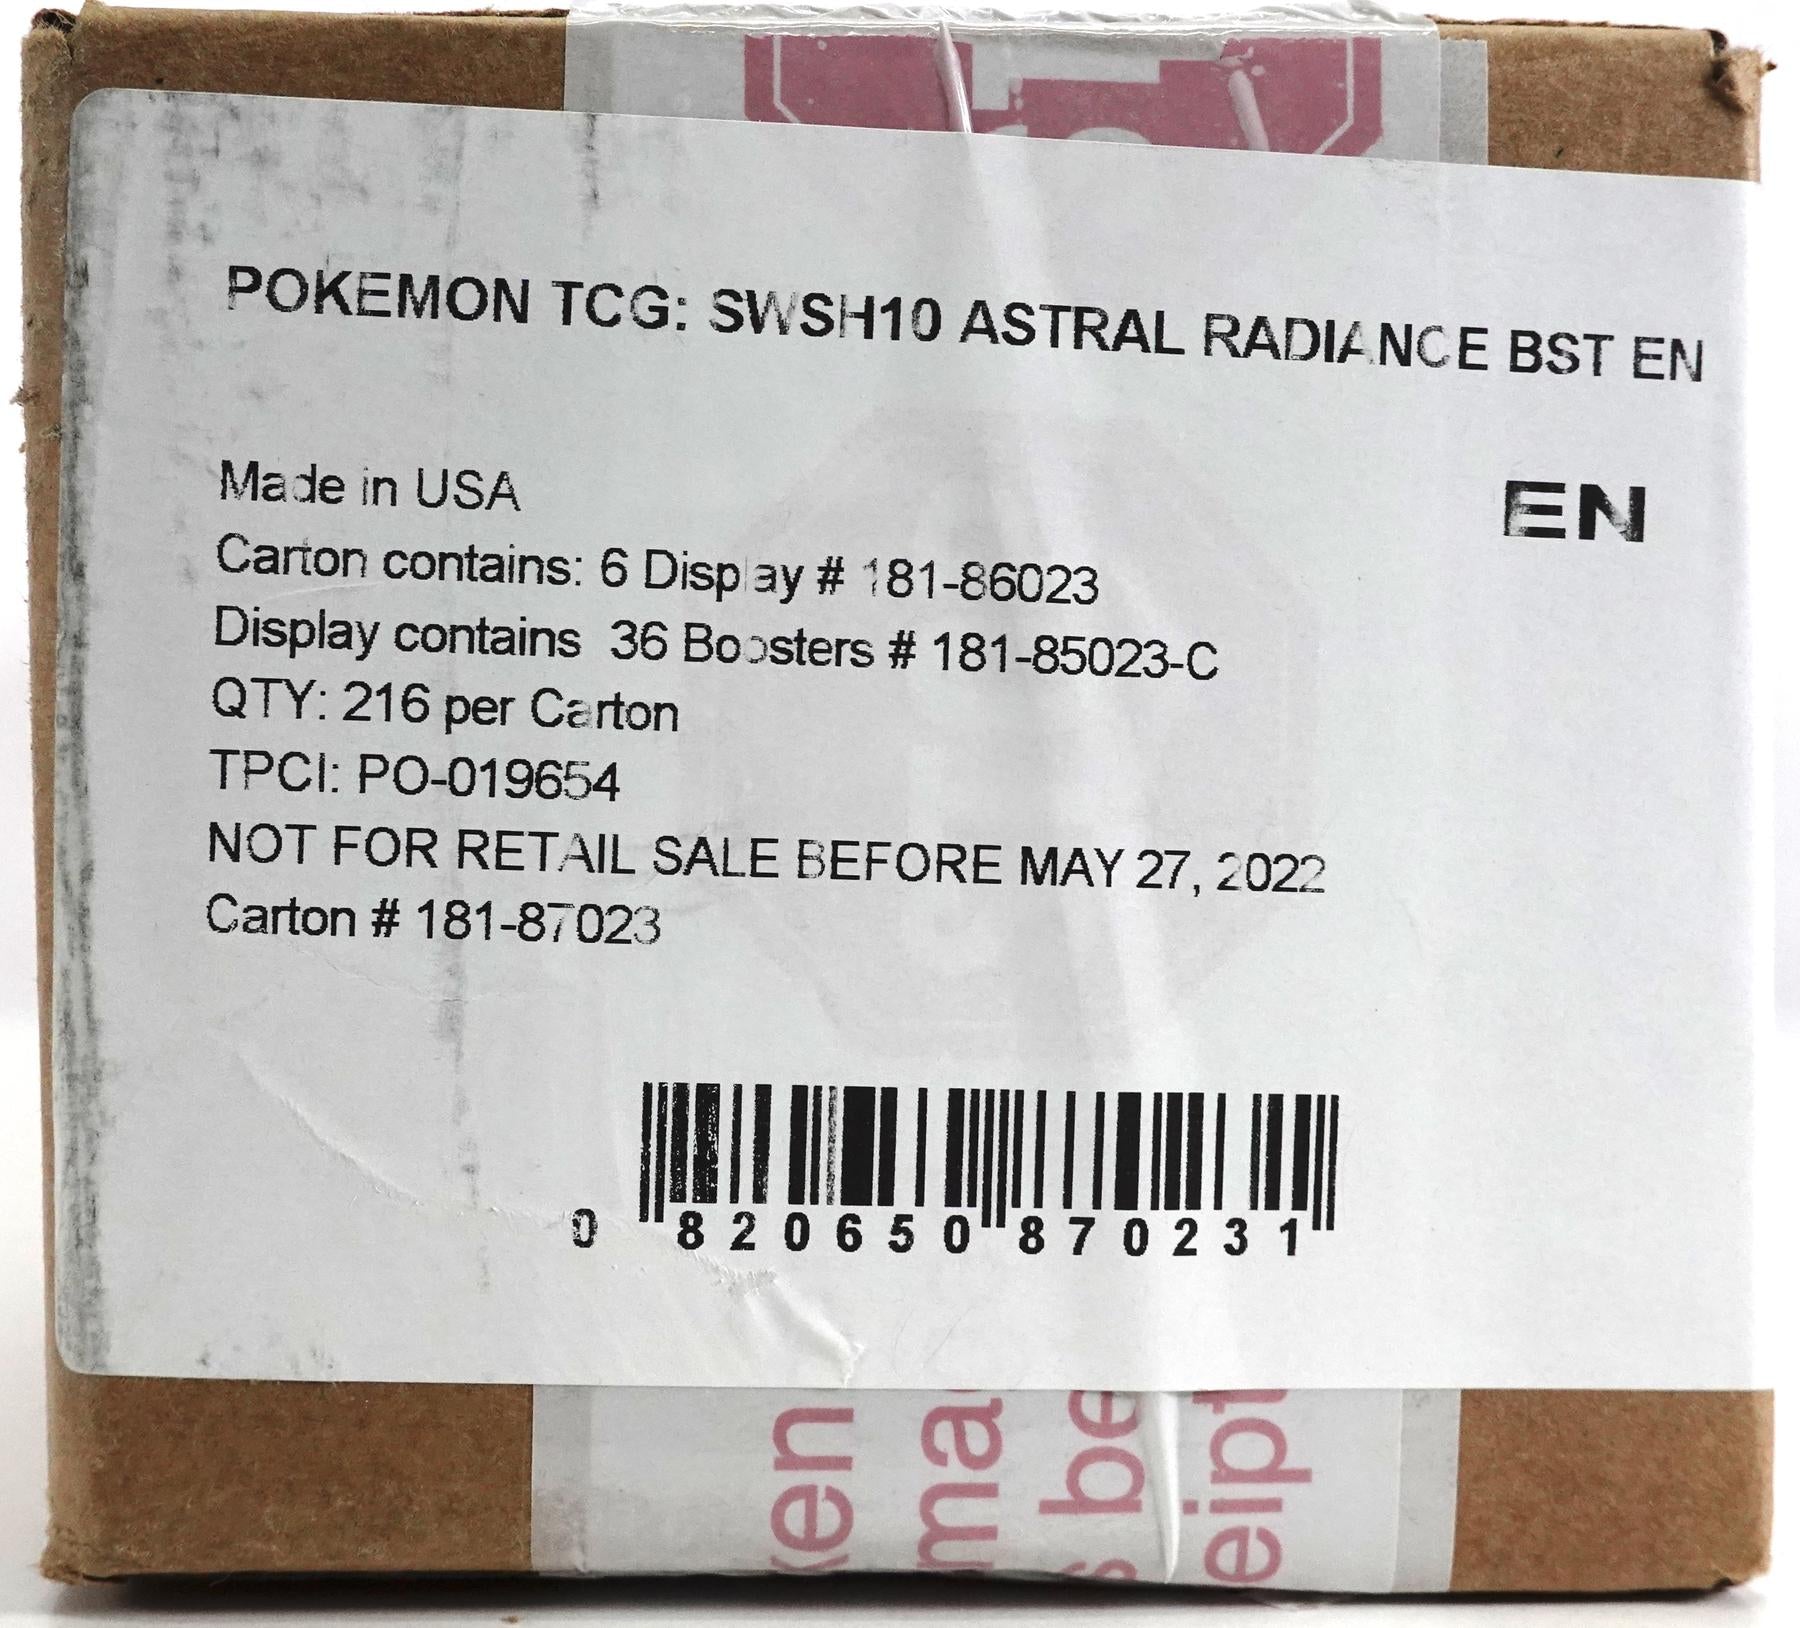 POKEMON TCG: SWSH10 ASTRAL RADIANCE BST EN
EN
Made in USA
Carton contains: 6 Display # 181-86023
Display contains 36 Boosters # 181-85023-C
QTY: 216 per Carton
TPCI: PO-019654
NOT FOR RETAIL SALE BEFORE MAY 27, 2022
Carton # 181-87023
0 820650 870231